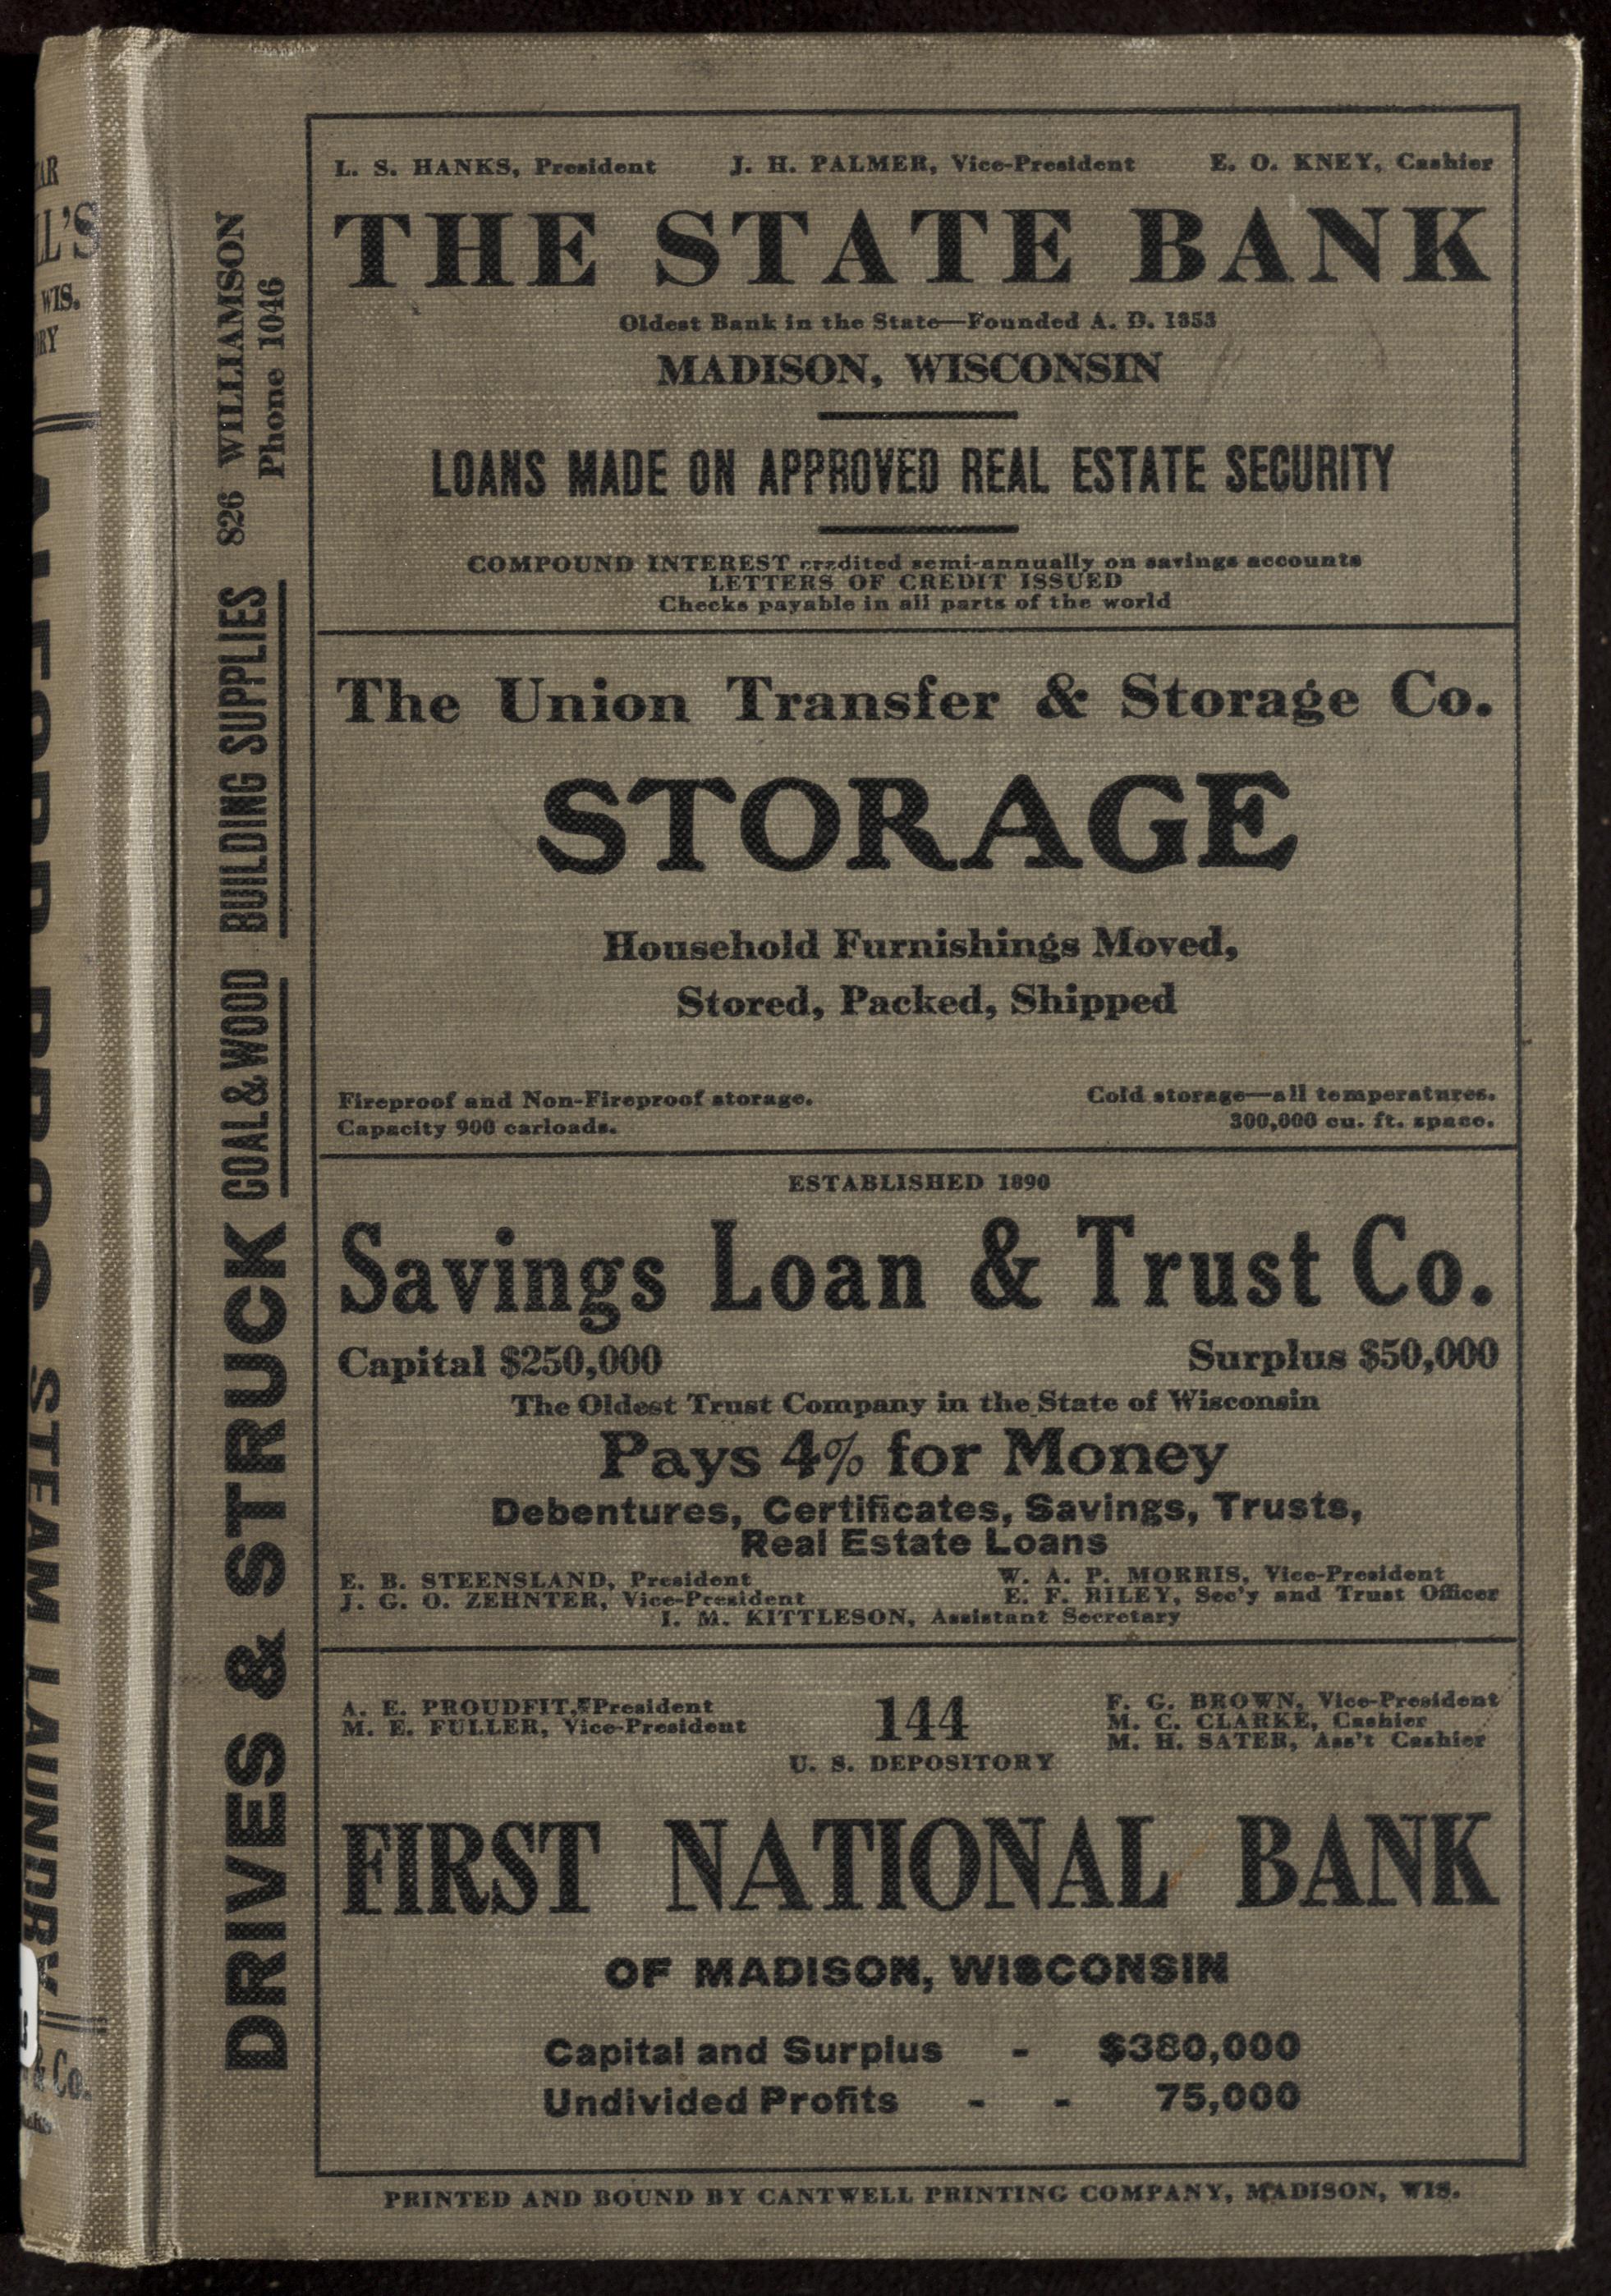 L. S. HANKS, President J. H. PALMER, Vice-President E. O. KNEY, Cashier
THE STATE BANK
Oldest Bank in the State—Founded A. D. 1853
MADISON, WISCONSIN
LOANS MADE ON APPROVED REAL ESTATE SECURITY
COMPOUND INTEREST credited semi-annually on savings accounts
LETTERS OF CREDIT ISSUED
Checks payable in all parts of the world
The Union Transfer & Storage Co.
STORAGE
Household Furnishings Moved,
Stored, Packed, Shipped
Fireproof and Non-Fireproof storage. Cold storage—all temperatures.
Capacity 900 carloads. 300,000 cu. ft. space.
ESTABLISHED 1890
Savings Loan & Trust Co.
Capital $250,000 Surplus $50,000
The Oldest Trust Company in the State of Wisconsin
Pays 4% for Money
Debentures, Certificates, Savings, Trusts,
Real Estate Loans
E. B. STEENSLAND, President W. A. P. MORRIS, Vice-President
J. G. O. ZEHNTER, Vice-President E. F. RILEY, Sec'y and Trust Officer
I. M. KITTLESON, Assistant Secretary
A. E. PROUDFIT, President
M. E. FULLER, Vice-President
144
U. S. DEPOSITORY
F. G. BROWN, Vice-President
M. C. CLARKE, Cashier
M. H. SATER, Ass't Cashier
FIRST NATIONAL BANK
OF MADISON, WISCONSIN
Capital and Surplus - $380,000
Undivided Profits - - 75,000
PRINTED AND BOUND BY CANTWELL PRINTING COMPANY, MADISON, WIS.
DRIVES & STRUCK COAL & WOOD BUILDING SUPPLIES 826 WILLIAMSON
Phone 1046
LL'S
WIS.
RY
ALFORD BROS STEAM LAUNDRY
& Co.